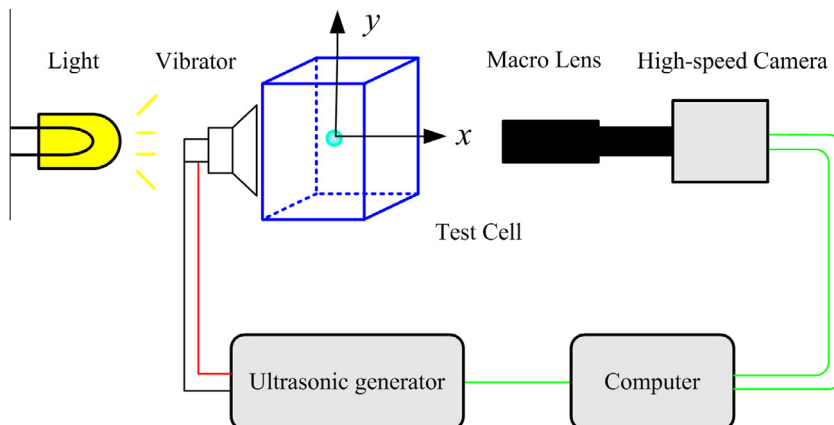 y
Light
Vibrator
Macro Lens
High-speed Camera
x
Test Cell
Ultrasonic generator
Computer